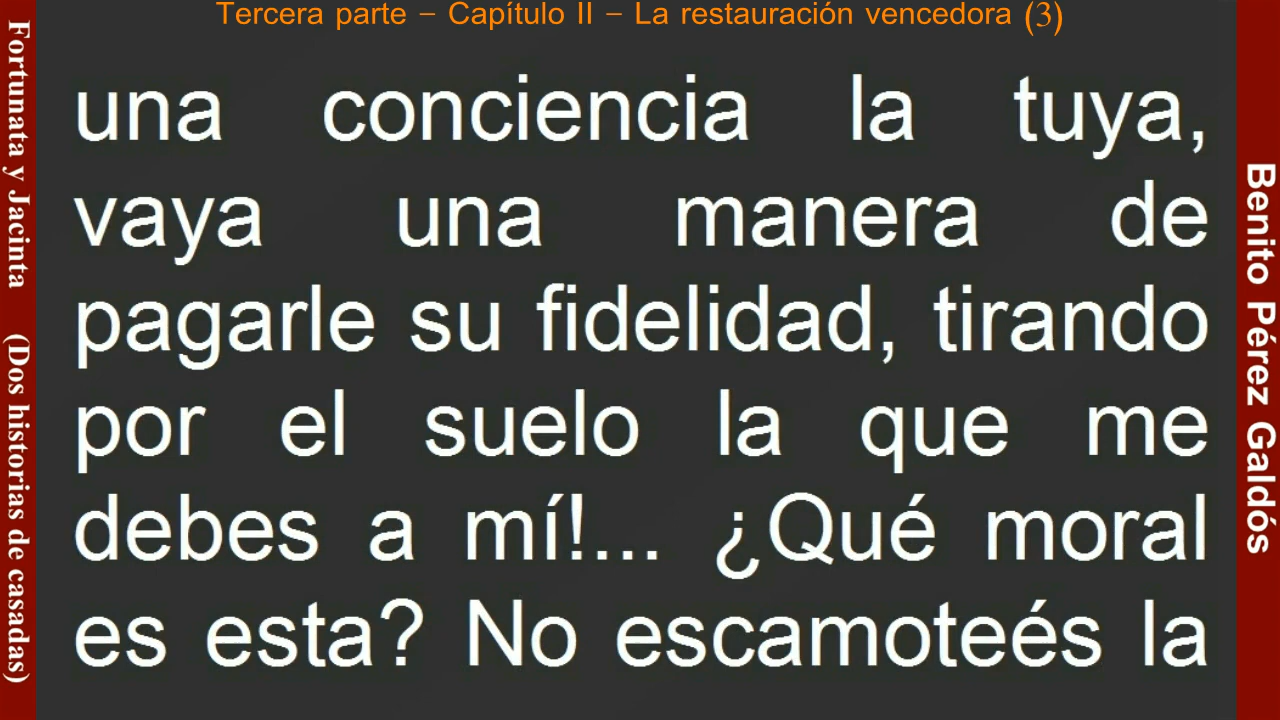 Tercera parte – Capítulo II – La restauración vencedora (3)
Fortunata y Jacinta (Dos historias de casadas)
una conciencia la tuya,
vaya una manera de
pagarle su fidelidad, tirando
por el suelo la que me
debes a mí!... ¿Qué moral
es esta? No escamoteés la
Benito Pérez Galdós